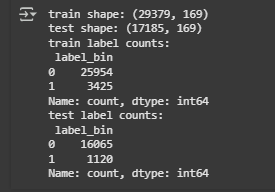 train shape: (29379, 169)
test shape: (17185, 169)
train label counts:
label_bin
0    25954
1     3425
Name: count, dtype: int64
test label counts:
label_bin
0    16065
1     1120
Name: count, dtype: int64